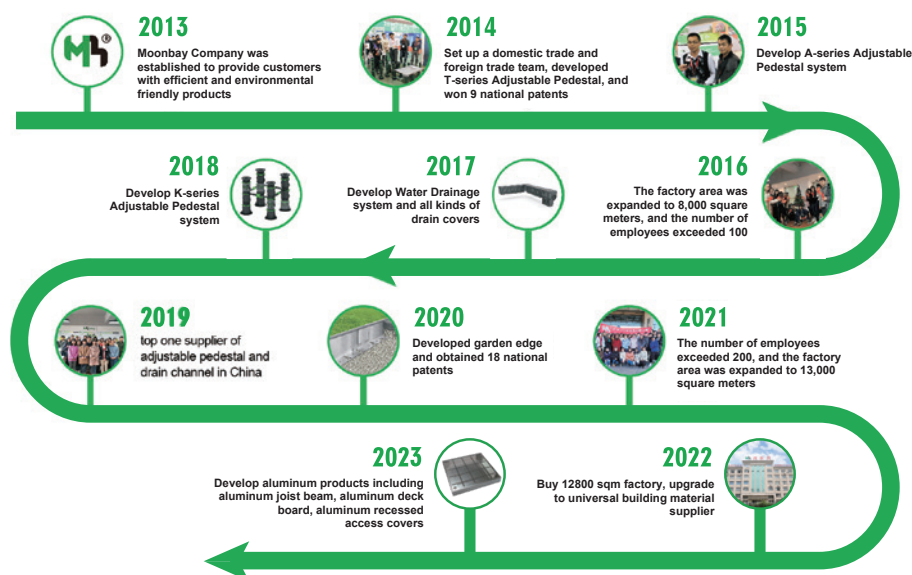 Mh®
2013
Moonbay Company was
established to provide customers
with efficient and environmental
friendly products
2014
Set up a domestic trade and
foreign trade team, developed
T-series Adjustable Pedestal, and
won 9 national patents
2015
Develop A-series Adjustable
Pedestal system
2016
The factory area was
expanded to 8,000 square
meters, and the number of
employees exceeded 100
2017
Develop Water Drainage
system and all kinds of
drain covers
2018
Develop K-series
Adjustable Pedestal
system
2019
top one supplier of
adjustable pedestal and
drain channel in China
2020
Developed garden edge
and obtained 18 national
patents
2021
The number of employees
exceeded 200, and the factory
area was expanded to 13,000
square meters
2022
Buy 12800 sqm factory, upgrade
to universal building material
supplier
2023
Develop aluminum products including
aluminum joist beam, aluminum deck
board, aluminum recessed
access covers